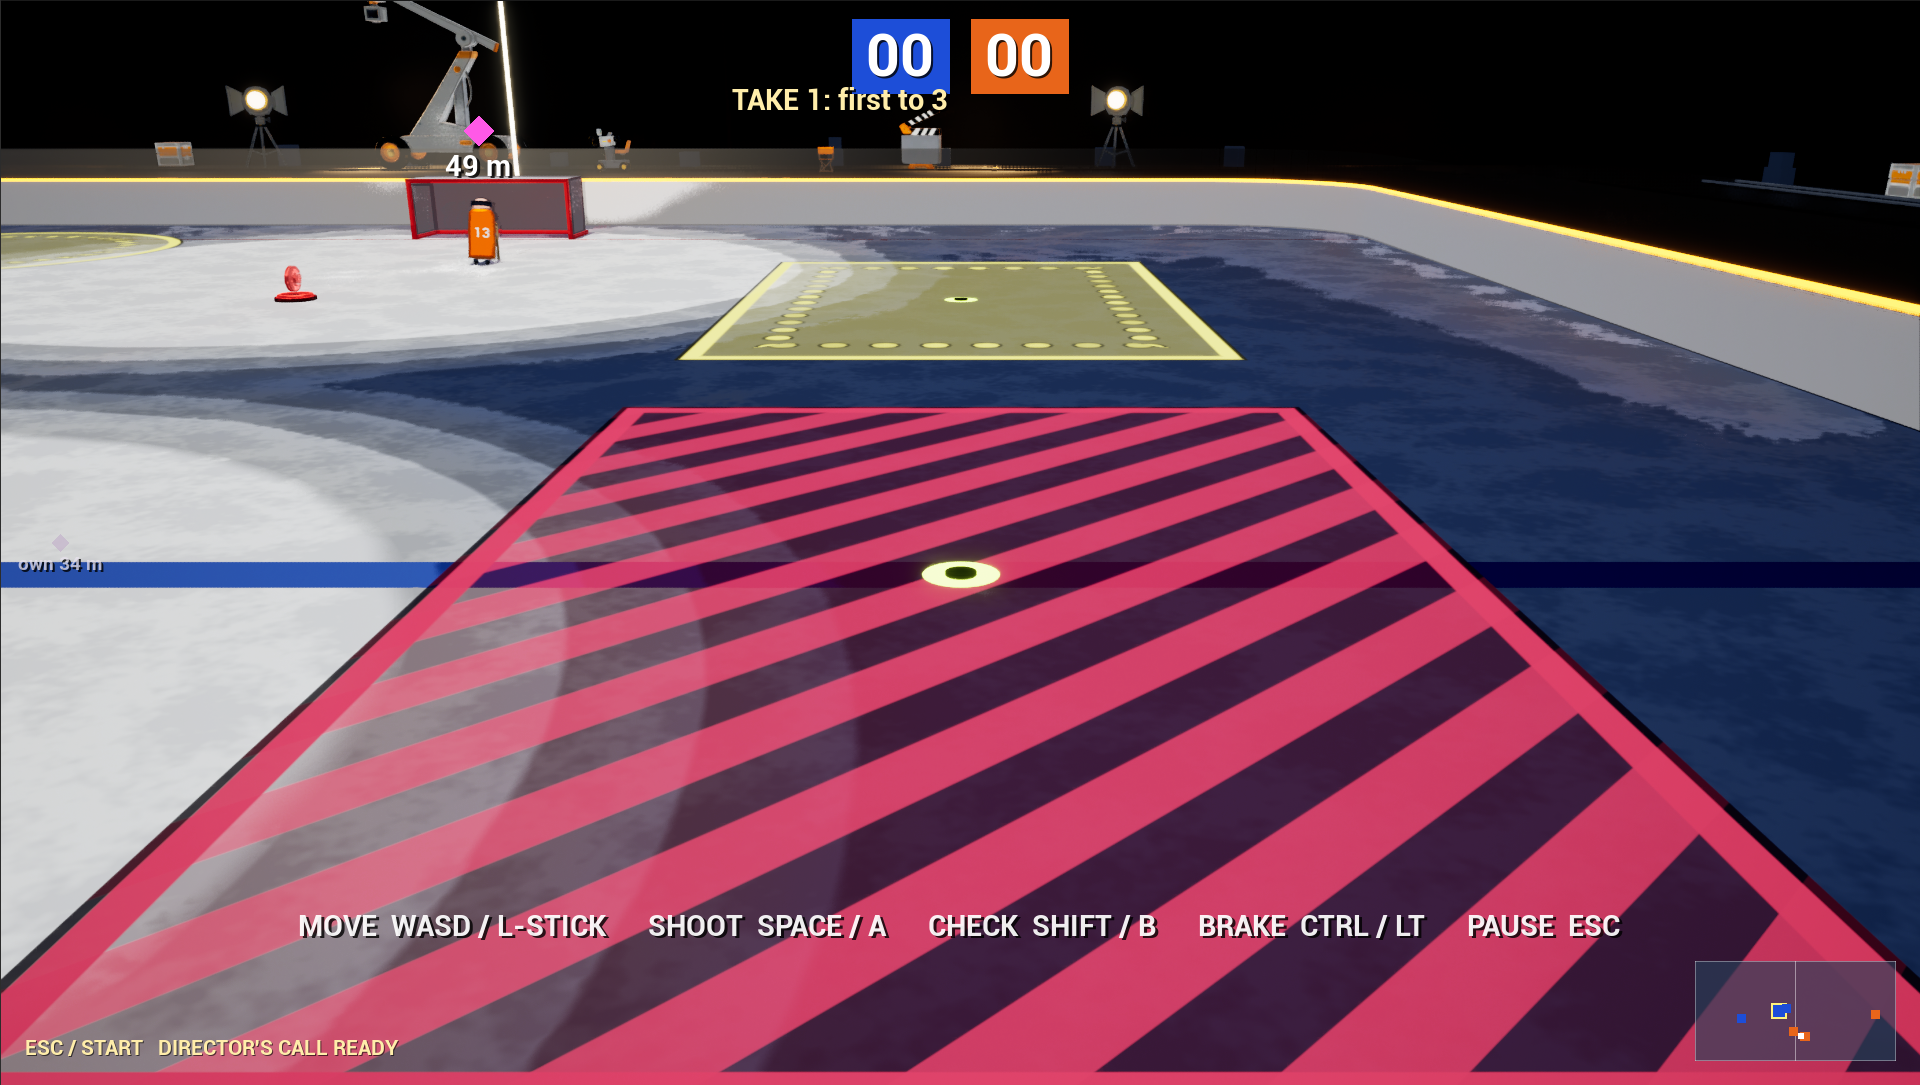 00 00
TAKE 1: first to 3
49 m
13
own 34 m
MOVE WASD / L-STICK SHOOT SPACE / A CHECK SHIFT / B BRAKE CTRL / LT PAUSE ESC
ESC / START DIRECTOR'S CALL READY